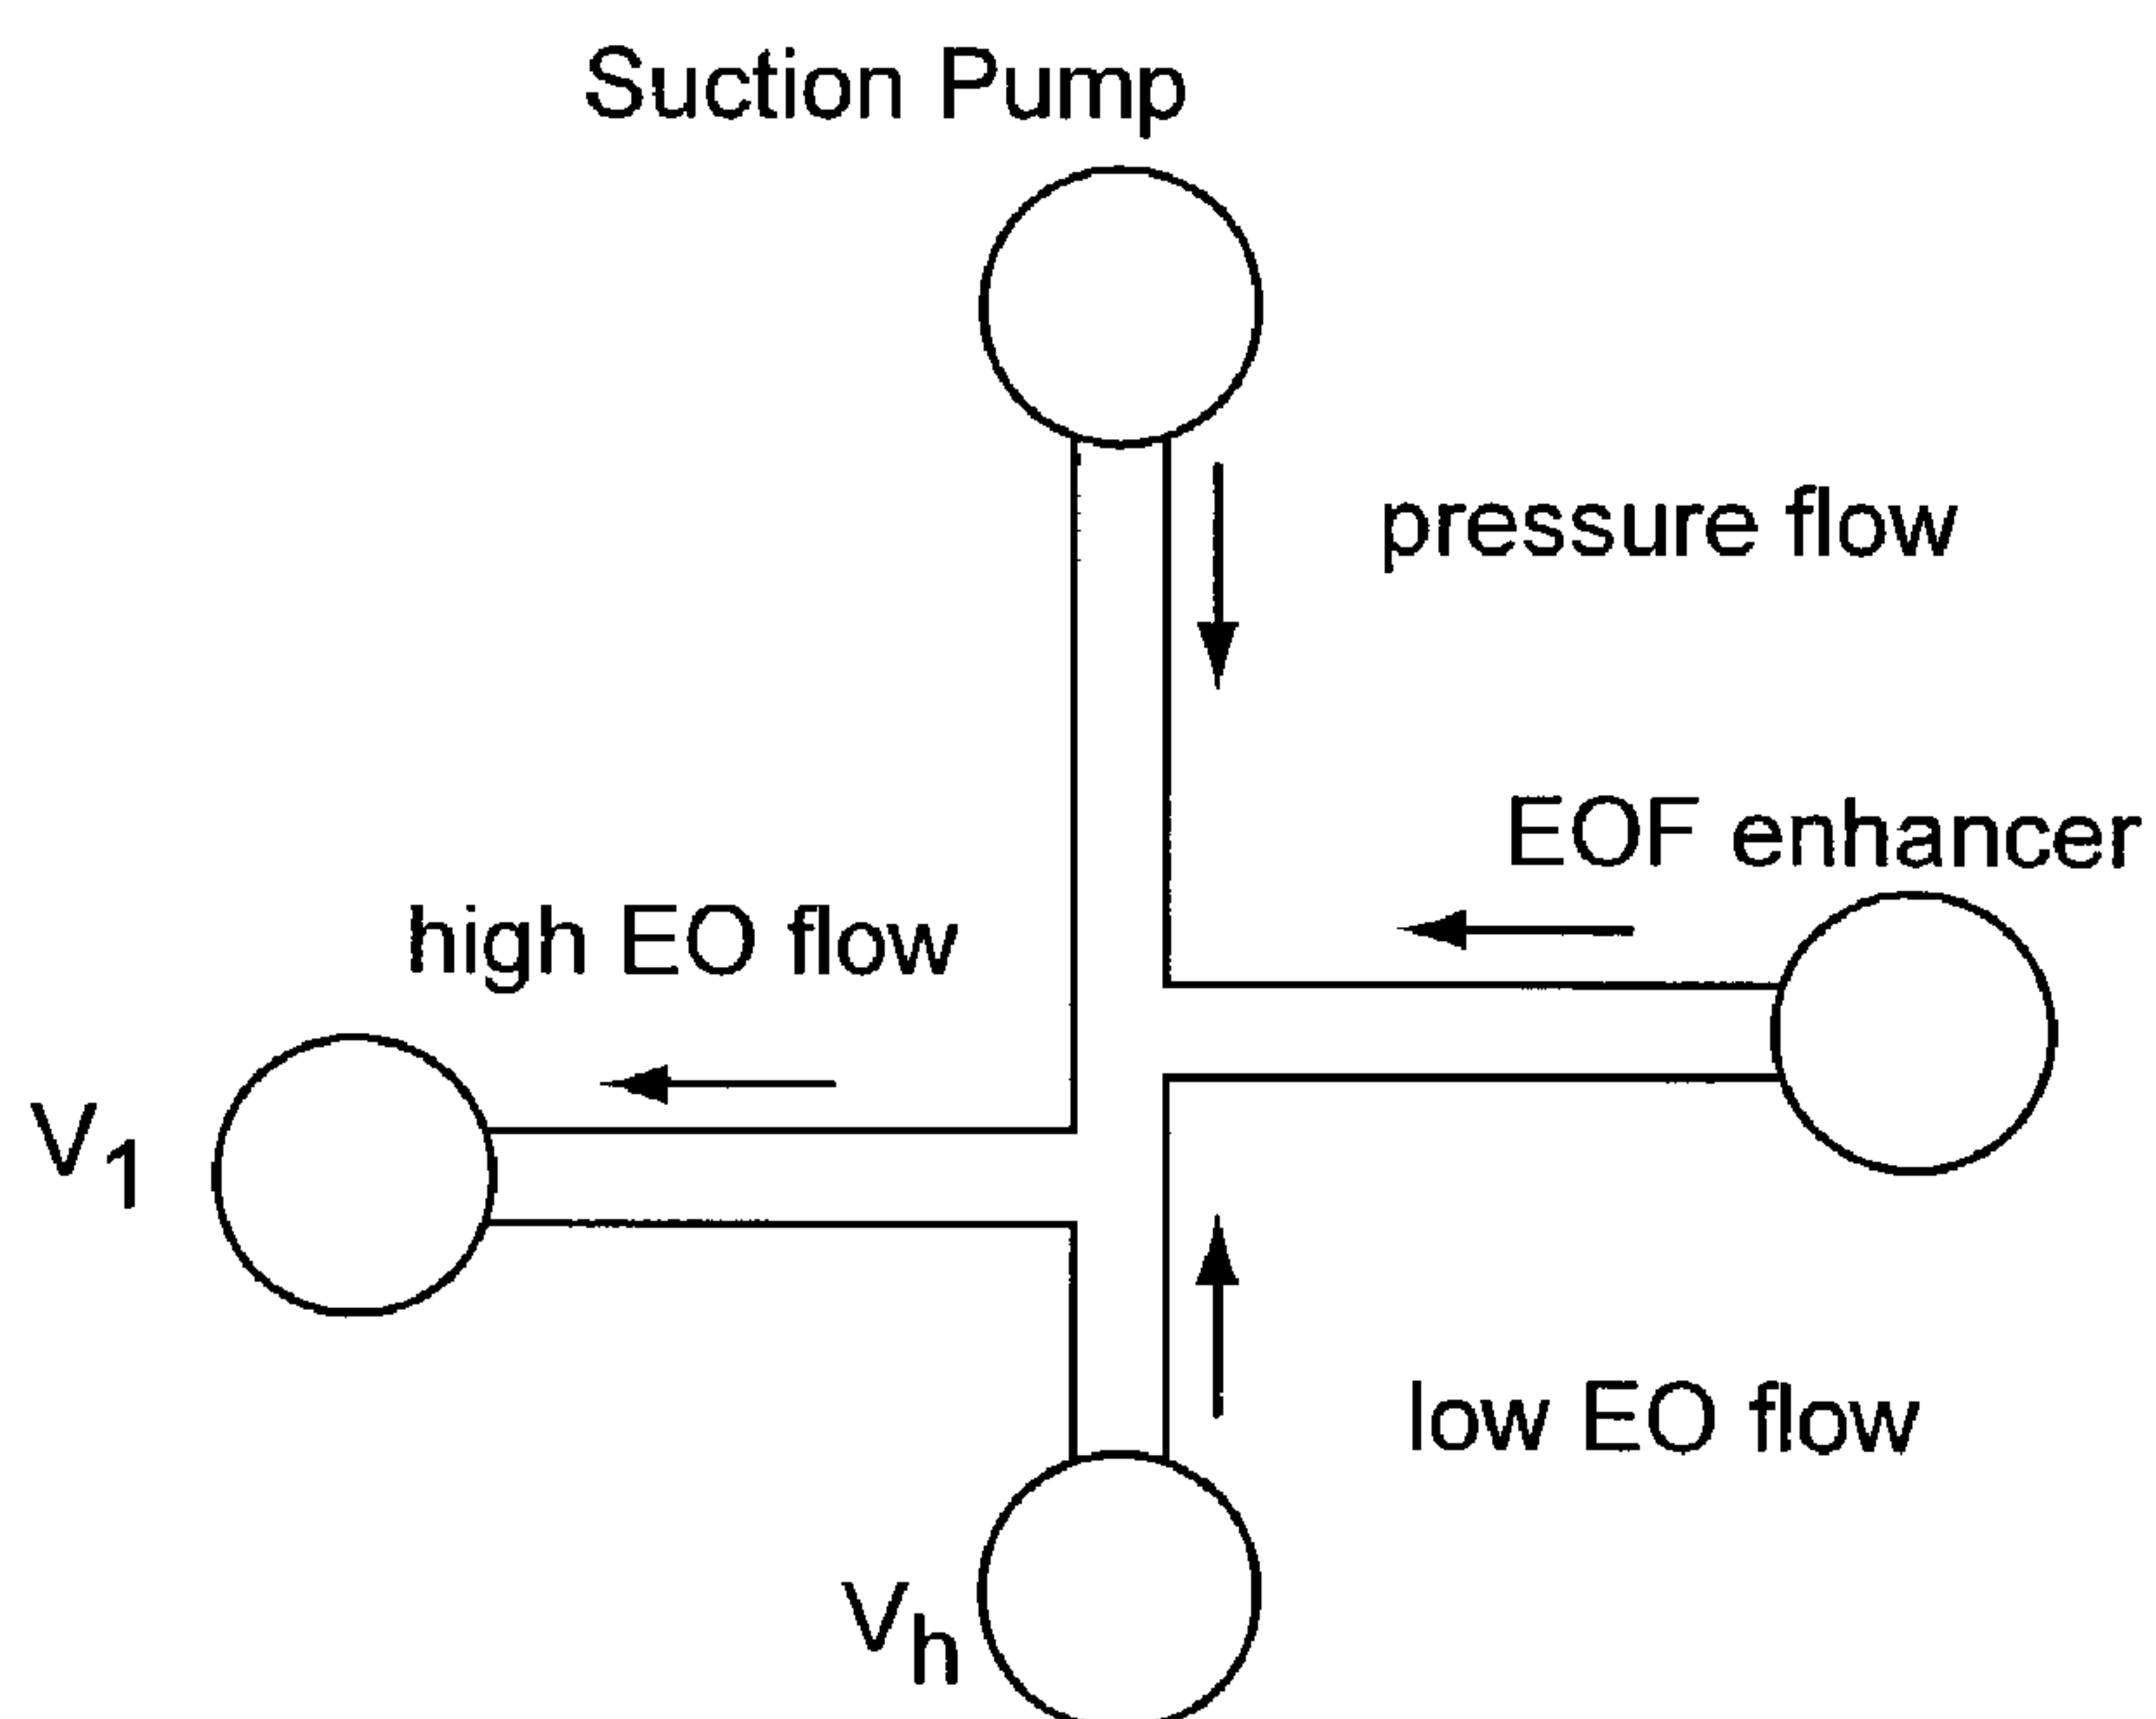 Suction Pump
pressure flow
EOF enhancer
high EO flow
V1
low EO flow
Vh